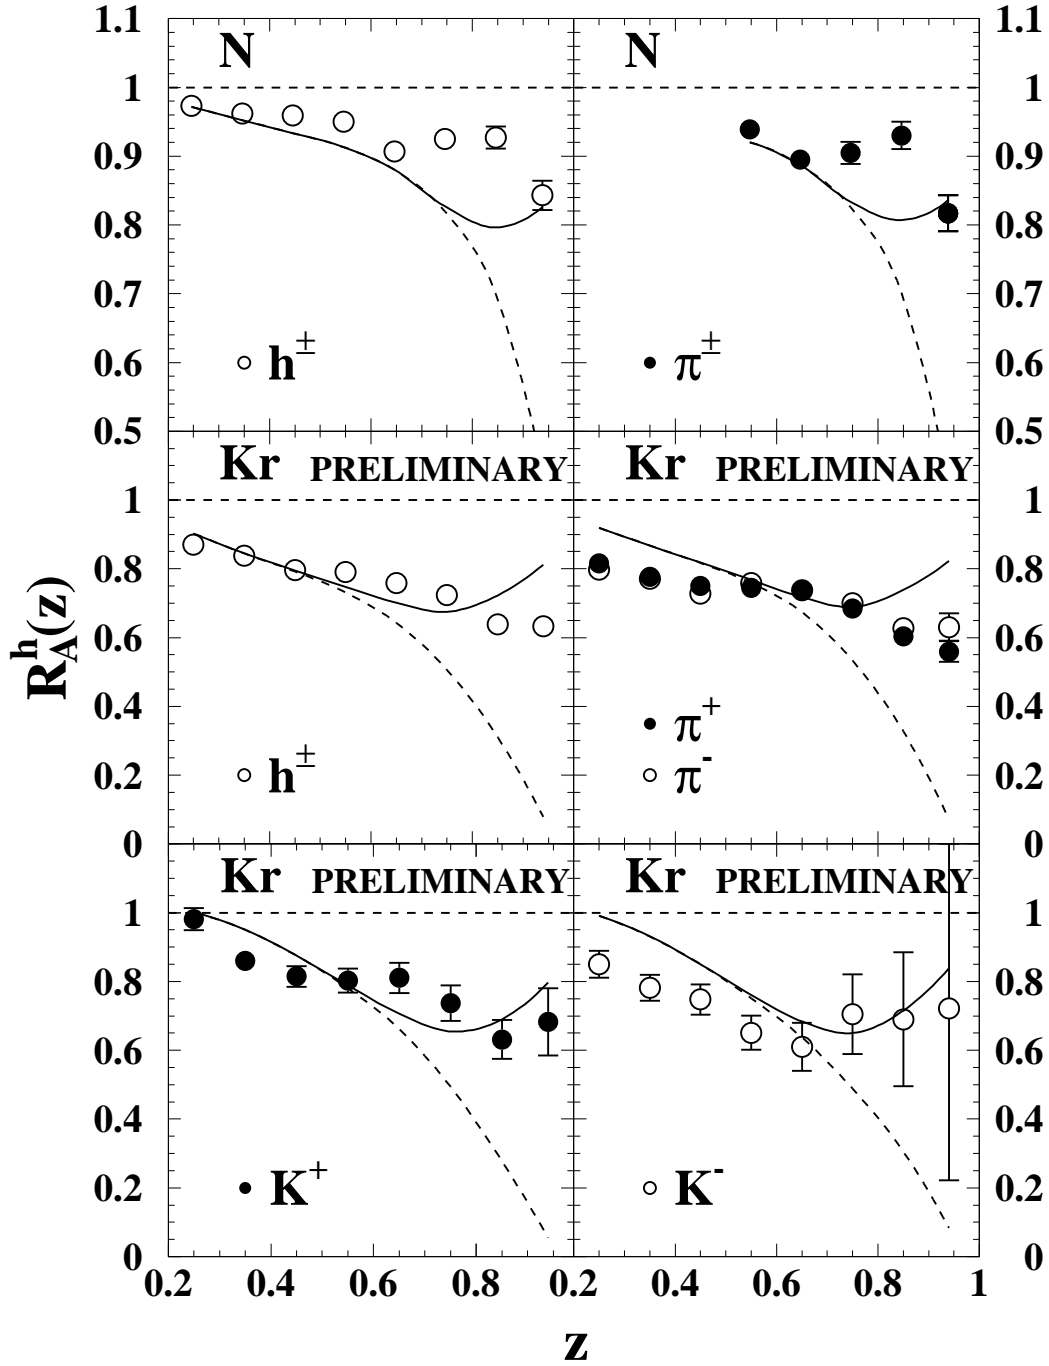 1.1 1.1
N N
1 1
0.9 0.9
0.8 0.8
0.7 0.7
0.6 h± π± 0.6
0.5 0.5
Kr PRELIMINARY Kr PRELIMINARY
1 1
0.8 0.8
0.6 0.6
R_A^h(z)
0.4 π+ 0.4
0.2 h± π- 0.2
0 0
Kr PRELIMINARY Kr PRELIMINARY
1 1
0.8 0.8
0.6 0.6
0.4 0.4
0.2 K+ K- 0.2
0 0
0.2 0.4 0.6 0.8 0.2 0.4 0.6 0.8 1
z